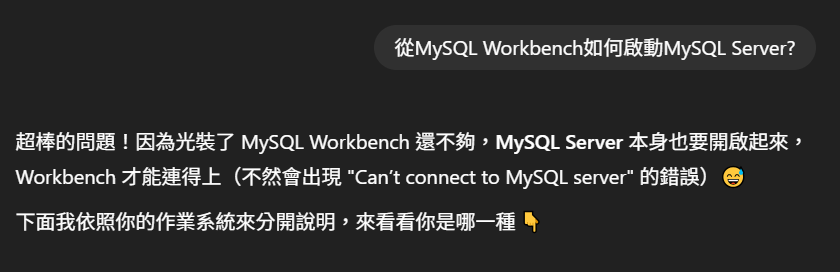 從MySQL Workbench如何啟動MySQL Server?
超棒的問題！因為光裝了 MySQL Workbench 還不夠，MySQL Server 本身也要開啟起來，
Workbench 才能連得上（不然會出現 "Can’t connect to MySQL server" 的錯誤）😅
下面我依照你的作業系統來分開說明，來看看你是哪一種👇